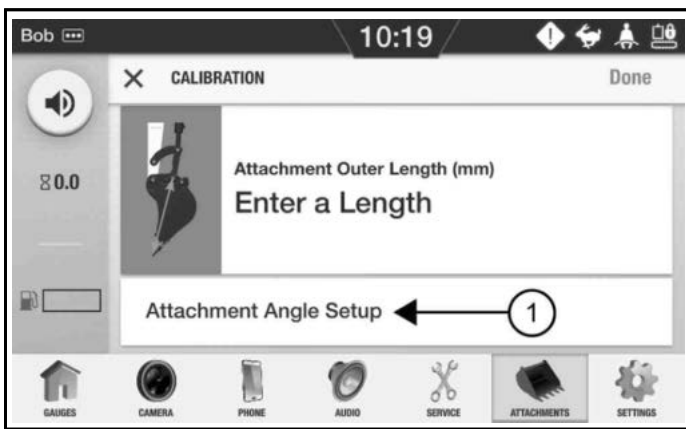 Bob
10:19
CALIBRATION
Done
0.0
Attachment Outer Length (mm)
Enter a Length
Attachment Angle Setup
1
GAUGES
CAMERA
PHONE
AUDIO
SERVICE
ATTACHMENTS
SETTINGS